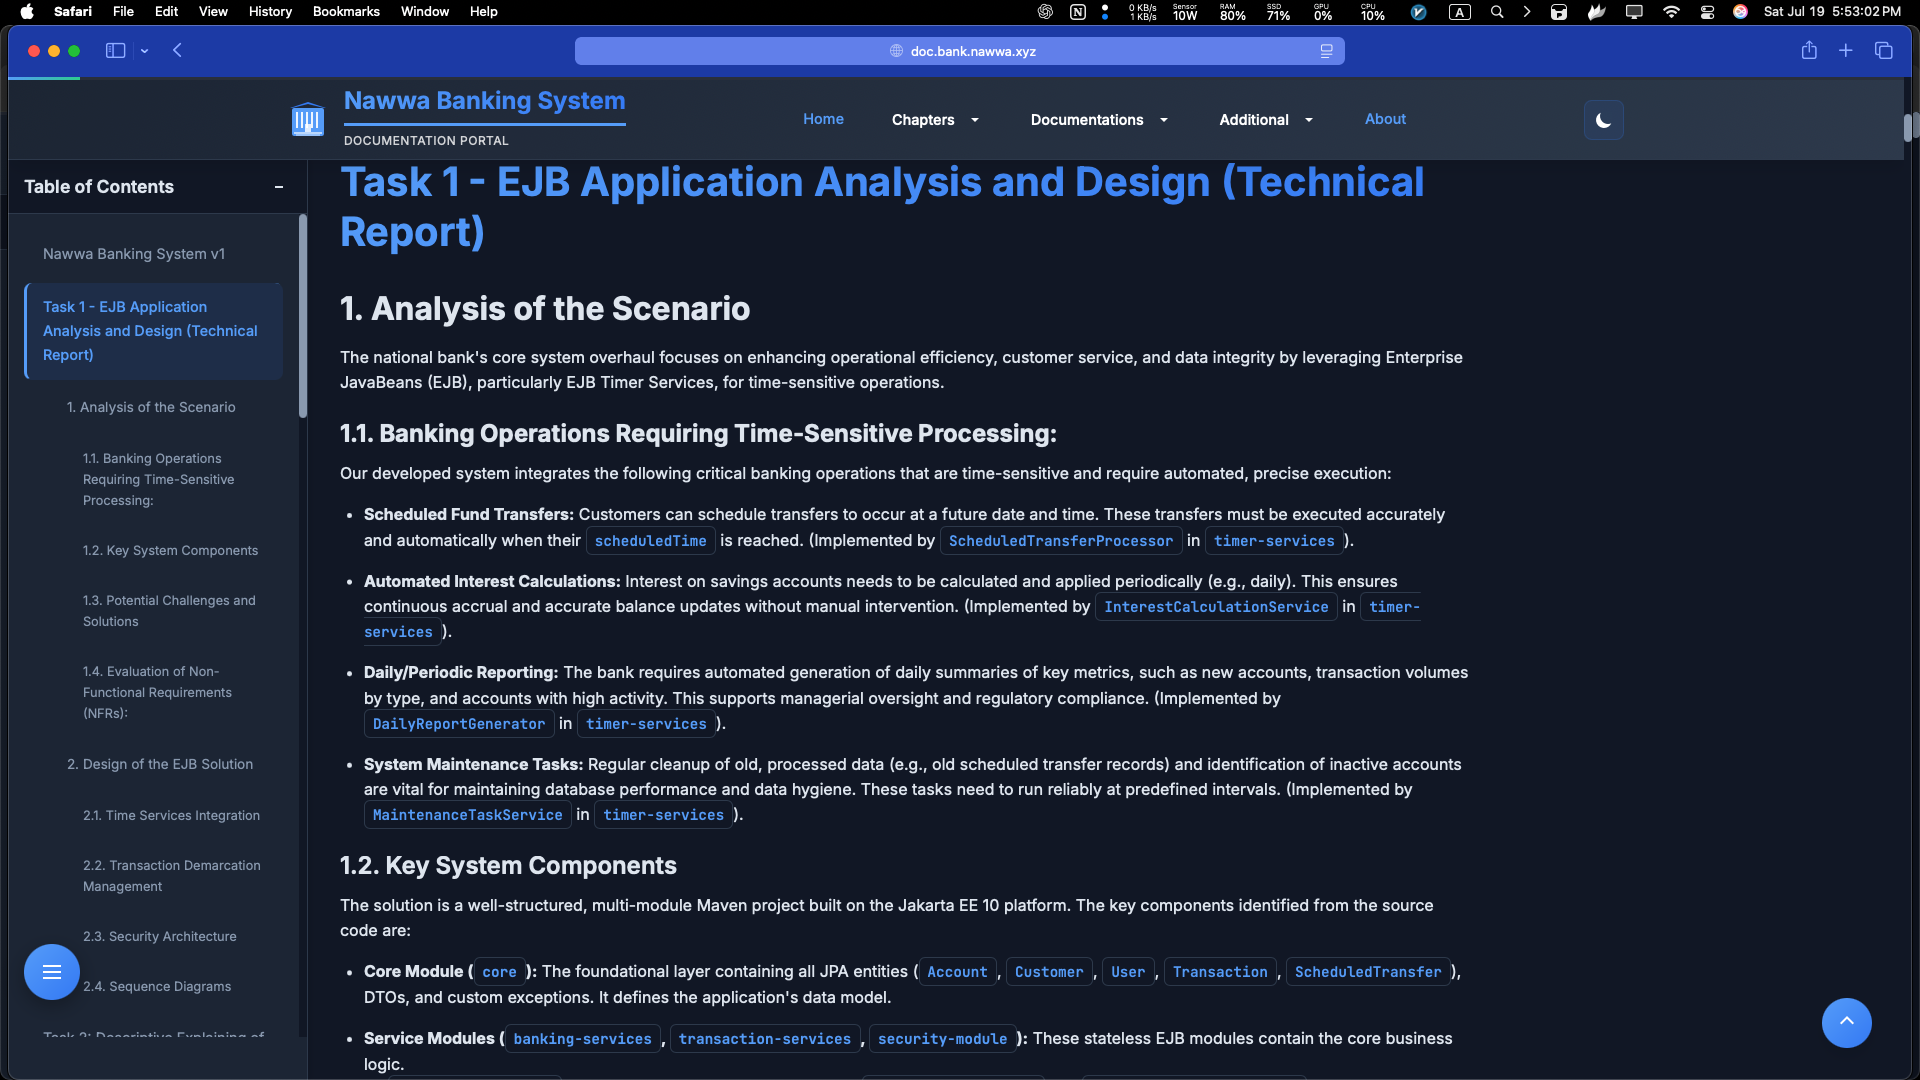 Safari File Edit View History Bookmarks Window Help
0 KB/s
1 KB/s
Sensor
10W
RAM
80%
SSD
71%
GPU
0%
CPU
10%
A
Sat Jul 19 5:53:02 PM
doc.bank.nawwa.xyz
Nawwa Banking System
DOCUMENTATION PORTAL
Home Chapters Documentations Additional About
Table of Contents
Nawwa Banking System v1
Task 1 - EJB Application
Analysis and Design (Technical
Report)
1. Analysis of the Scenario
1.1. Banking Operations
Requiring Time-Sensitive
Processing:
1.2. Key System Components
1.3. Potential Challenges and
Solutions
1.4. Evaluation of Non-
Functional Requirements
(NFRs):
2. Design of the EJB Solution
2.1. Time Services Integration
2.2. Transaction Demarcation
Management
2.3. Security Architecture
2.4. Sequence Diagrams
Task 2: Descriptive Explaining of
Task 1 - EJB Application Analysis and Design (Technical
Report)
1. Analysis of the Scenario
The national bank's core system overhaul focuses on enhancing operational efficiency, customer service, and data integrity by leveraging Enterprise
JavaBeans (EJB), particularly EJB Timer Services, for time-sensitive operations.
1.1. Banking Operations Requiring Time-Sensitive Processing:
Our developed system integrates the following critical banking operations that are time-sensitive and require automated, precise execution:
• Scheduled Fund Transfers: Customers can schedule transfers to occur at a future date and time. These transfers must be executed accurately
and automatically when their scheduledTime is reached. (Implemented by ScheduledTransferProcessor in timer-services ).
• Automated Interest Calculations: Interest on savings accounts needs to be calculated and applied periodically (e.g., daily). This ensures
continuous accrual and accurate balance updates without manual intervention. (Implemented by InterestCalculationService in timer-
services ).
• Daily/Periodic Reporting: The bank requires automated generation of daily summaries of key metrics, such as new accounts, transaction volumes
by type, and accounts with high activity. This supports managerial oversight and regulatory compliance. (Implemented by
DailyReportGenerator in timer-services ).
• System Maintenance Tasks: Regular cleanup of old, processed data (e.g., old scheduled transfer records) and identification of inactive accounts
are vital for maintaining database performance and data hygiene. These tasks need to run reliably at predefined intervals. (Implemented by
MaintenanceTaskService in timer-services ).
1.2. Key System Components
The solution is a well-structured, multi-module Maven project built on the Jakarta EE 10 platform. The key components identified from the source
code are:
• Core Module ( core ): The foundational layer containing all JPA entities ( Account , Customer , User , Transaction , ScheduledTransfer ),
DTOs, and custom exceptions. It defines the application's data model.
• Service Modules ( banking-services , transaction-services , security-module ): These stateless EJB modules contain the core business
logic.